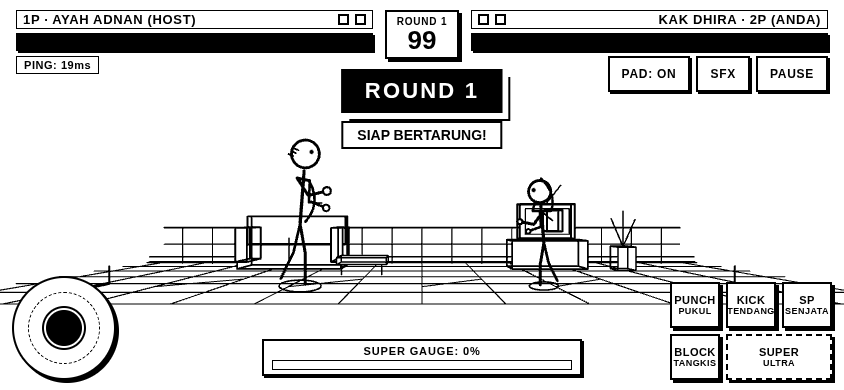 1P · AYAH ADNAN (HOST)
ROUND 1
99
KAK DHIRA · 2P (ANDA)
PING: 19ms
PAD: ON
SFX
PAUSE
ROUND 1
SIAP BERTARUNG!
PUNCH
PUKUL
KICK
TENDANG
SP
SENJATA
SUPER GAUGE: 0%
BLOCK
TANGKIS
SUPER
ULTRA